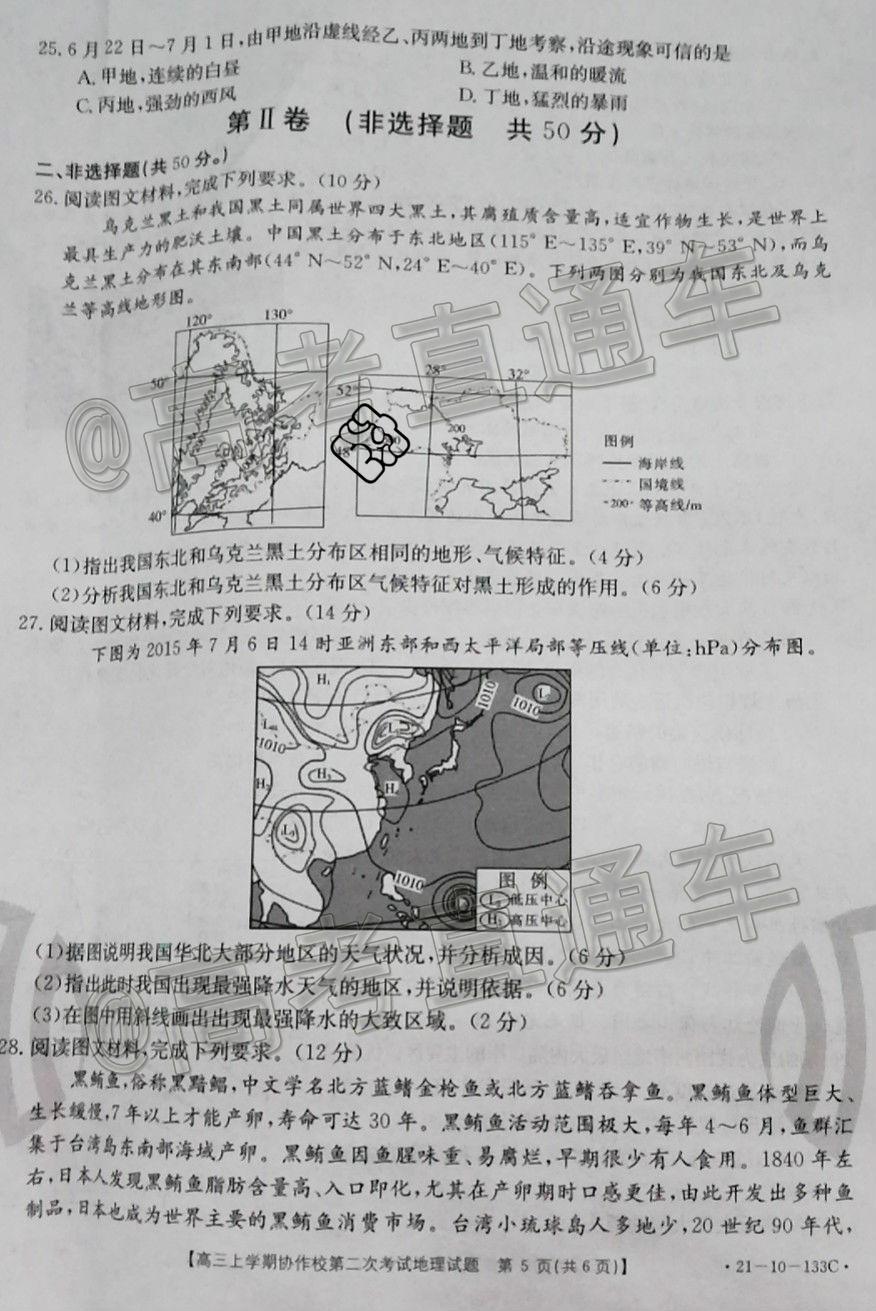 25. 6月22日～7月1日,由甲地沿虚线经乙、丙两地到丁地考察,沿途现象可信的是
A. 甲地,连续的白昼 B. 乙地,温和的暖流
C. 丙地,强劲的西风 D. 丁地,猛烈的暴雨
第Ⅱ卷 (非选择题 共50分)
二、非选择题(共50分。)
26. 阅读图文材料,完成下列要求。(10分)
乌克兰黑土和我国黑土同属世界四大黑土,其腐殖质含量高,适宜作物生长,是世界上
最具生产力的肥沃土壤。中国黑土分布于东北地区(115°E～135°E,39°N～53°N),而乌
克兰黑土分布在其东南部(44°N～52°N,24°E～40°E)。下列两图分别为我国东北及乌克
兰等高线地形图。
120° 130°
50°
40°
28° 32°
52°
200
图例
海岸线
国境线
-200- 等高线/m
(1)指出我国东北和乌克兰黑土分布区相同的地形、气候特征。(4分)
(2)分析我国东北和乌克兰黑土分布区气候特征对黑土形成的作用。(6分)
27. 阅读图文材料,完成下列要求。(14分)
下图为2015年7月6日14时亚洲东部和西太平洋局部等压线(单位:hPa)分布图。
H₁
1010
1010
1010
H₂
H₃
1010
图 例
低压中心
高压中心
(1)据图说明我国华北大部分地区的天气状况,并分析成因。(6分)
(2)指出此时我国出现最强降水天气的地区,并说明依据。(6分)
(3)在图中用斜线画出出现最强降水的大致区域。(2分)
28. 阅读图文材料,完成下列要求。(12分)
黑鲔鱼,俗称黑暗鲳,中文学名北方蓝鳍金枪鱼或北方蓝鳍吞拿鱼。黑鲔鱼体型巨大、
生长缓慢,7年以上才能产卵,寿命可达30年。黑鲔鱼活动范围极大,每年4～6月,鱼群汇
集于台湾岛东南部海域产卵。黑鲔鱼因鱼腥味重、易腐烂,早期很少有人食用。1840年左
右,日本人发现黑鲔鱼脂肪含量高、入口即化,尤其在产卵期时口感更佳,由此开发出多种鱼
制品,日本也成为世界主要的黑鲔鱼消费市场。台湾小琉球岛人多地少,20世纪90年代,
【高三上学期协作校第二次考试地理试题 第5页(共6页)】 ·21-10-133C·
@高考直通车
@高考直通车